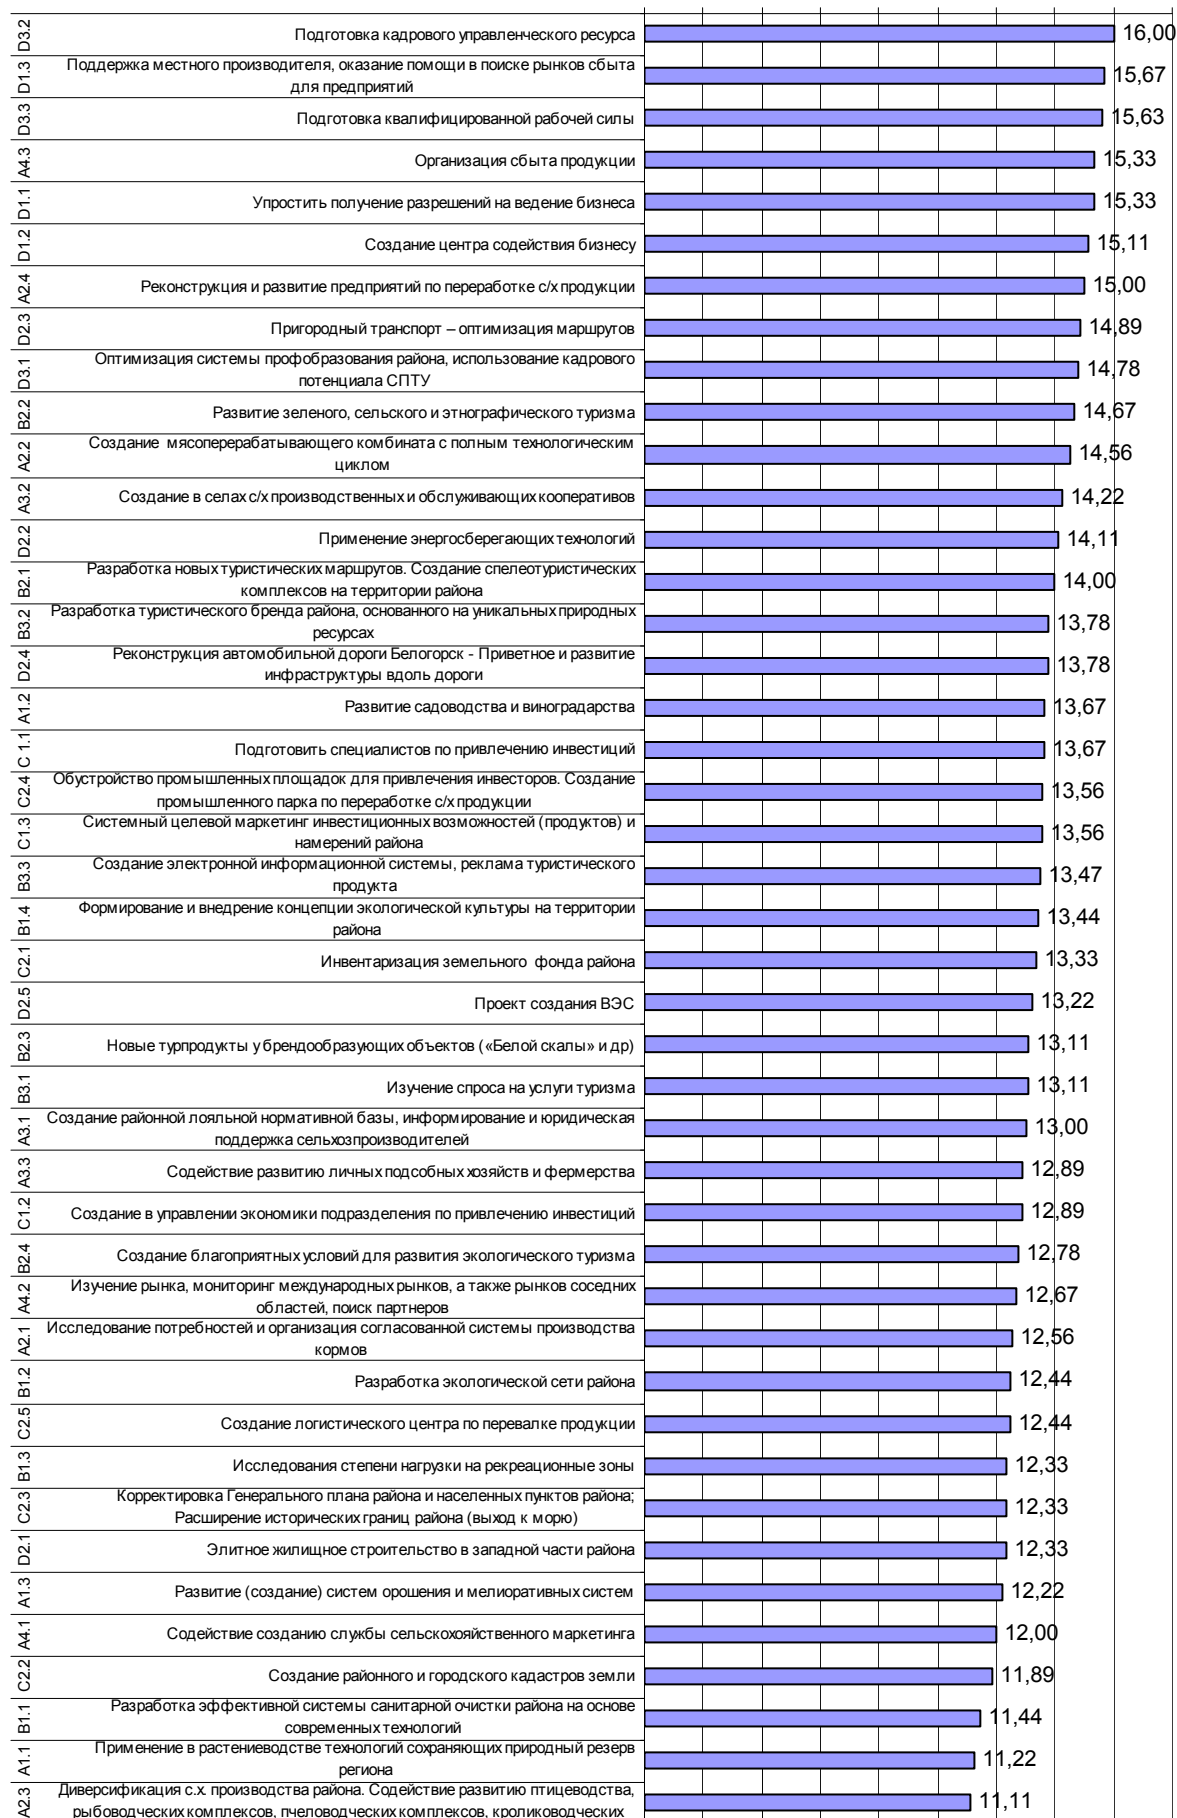 D3.2 Подготовка кадрового управленческого ресурса 16,00
D1.3 Поддержка местного производителя, оказание помощи в поиске рынков сбыта
для предприятий 15,67
D3.3 Подготовка квалифицированной рабочей силы 15,63
A4.3 Организация сбыта продукции 15,33
D1.1 Упростить получение разрешений на ведение бизнеса 15,33
D1.2 Создание центра содействия бизнесу 15,11
A2.4 Реконструкция и развитие предприятий по переработке с/х продукции 15,00
D2.3 Пригородный транспорт – оптимизация маршрутов 14,89
D3.1 Оптимизация системы профобразования района, использование кадрового
потенциала СПТУ 14,78
B2.2 Развитие зеленого, сельского и этнографического туризма 14,67
A2.2 Создание мясоперерабатывающего комбината с полным технологическим
циклом 14,56
A3.2 Создание в селах с/х производственных и обслуживающих кооперативов 14,22
D2.2 Применение энергосберегающих технологий 14,11
B2.1 Разработка новых туристических маршрутов. Создание спелеотуристических
комплексов на территории района 14,00
B3.2 Разработка туристического бренда района, основанного на уникальных природных
ресурсах 13,78
D2.4 Реконструкция автомобильной дороги Белогорск - Приветное и развитие
инфраструктуры вдоль дороги 13,78
A1.2 Развитие садоводства и виноградарства 13,67
C 1.1 Подготовить специалистов по привлечению инвестиций 13,67
C2.4 Обустройство промышленных площадок для привлечения инвесторов. Создание
промышленного парка по переработке с/х продукции 13,56
C1.3 Системный целевой маркетинг инвестиционных возможностей (продуктов) и
намерений района 13,56
B3.3 Создание электронной информационной системы, реклама туристического
продукта 13,47
B1.4 Формирование и внедрение концепции экологической культуры на территории
района 13,44
C2.1 Инвентаризация земельного фонда района 13,33
D2.5 Проект создания ВЭС 13,22
B2.3 Новые турпродукты у брендообразующих объектов («Белой скалы» и др) 13,11
B3.1 Изучение спроса на услуги туризма 13,11
A3.1 Создание районной лояльной нормативной базы, информирование и юридическая
поддержка сельхозпроизводителей 13,00
A3.3 Содействие развитию личных подсобных хозяйств и фермерства 12,89
C1.2 Создание в управлении экономики подразделения по привлечению инвестиций 12,89
B2.4 Создание благоприятных условий для развития экологического туризма 12,78
A4.2 Изучение рынка, мониторинг международных рынков, а также рынков соседних
областей, поиск партнеров 12,67
A2.1 Исследование потребностей и организация согласованной системы производства
кормов 12,56
B1.2 Разработка экологической сети района 12,44
C2.5 Создание логистического центра по перевалке продукции 12,44
B1.3 Исследования степени нагрузки на рекреационные зоны 12,33
C2.3 Корректировка Генерального плана района и населенных пунктов района;
Расширение исторических границ района (выход к морю) 12,33
D2.1 Элитное жилищное строительство в западной части района 12,33
A1.3 Развитие (создание) систем орошения и мелиоративных систем 12,22
A4.1 Содействие созданию службы сельскохояйственного маркетинга 12,00
C2.2 Создание районного и городского кадастров земли 11,89
B1.1 Разработка эффективной системы санитарной очистки района на основе
современных технологий 11,44
A1.1 Применение в растениеводстве технологий сохраняющих природный резерв
региона 11,22
A2.3 Диверсификация с.х. производства района. Содействие развитию птицеводства,
рыбоводческих комплексов, пчеловодческих комплексов, кролиководческих 11,11